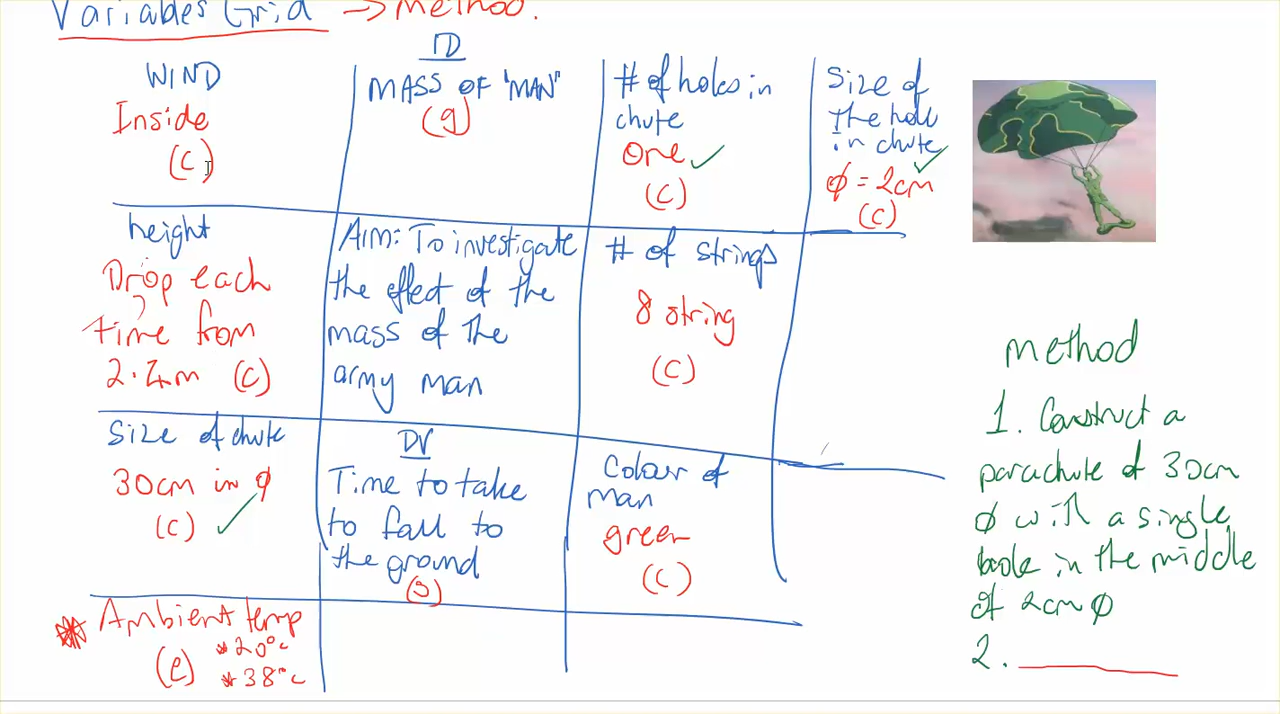 Variables Grid → method.
WIND
Inside
(c)
ID
MASS OF "MAN"
(g)
# of holes in
chute
One ✓
(c)
Size of
the hole
in chute
φ = 2cm ✓
(c)
height
Drop each
time from
2.4m (c)
Aim: To investigate
the effect of the
mass of the
army man
# of strings
8 string
(c)
Size of chute
30cm in φ
(c) ✓
DV
Time to take
to fall to
the ground
(s)
Colour of
man
green
(c)
Ambient temp
(e) *20°c
*38°c
method
1. Construct a
parachute of 30cm
φ with a single
hole in the middle
of 2cm φ
2.